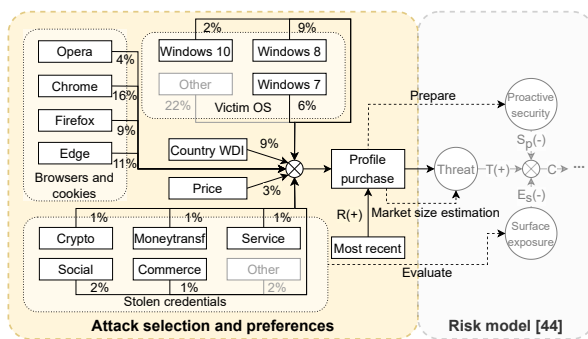 2%
9%
Opera
4%
Windows 10
Windows 8
Chrome
16%
Other
22%
Windows 7
6%
Victim OS
Firefox
9%
Edge
11%
Browsers and
cookies
Country WDI
9%
Price
3%
Profile
purchase
Prepare
Proactive
security
Sp(-)
Threat
T(+)
C
...
Es(-)
Market size estimation
R(+)
Most recent
Surface
exposure
Evaluate
1%
1%
1%
Crypto
Moneytransf
Service
Social
Commerce
Other
2%
1%
2%
Stolen credentials
Attack selection and preferences
Risk model [44]